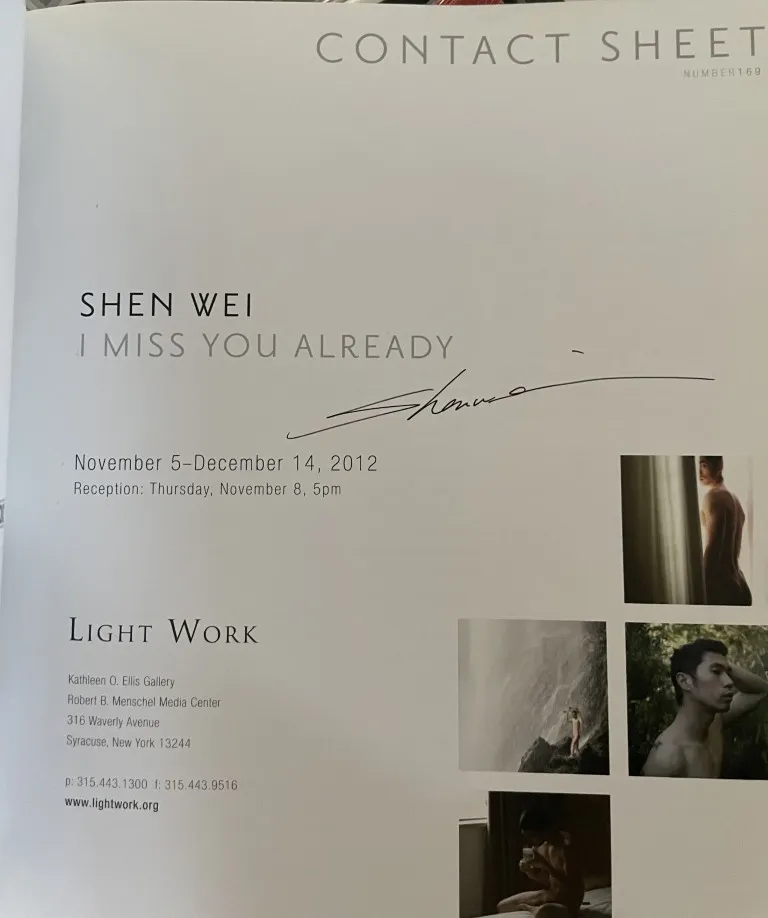 CONTACT SHEET
NUMBER169
SHEN WEI
I MISS YOU ALREADY
Shenwei
November 5–December 14, 2012
Reception: Thursday, November 8, 5pm
LIGHT WORK
Kathleen O. Ellis Gallery
Robert B. Menschel Media Center
316 Waverly Avenue
Syracuse, New York 13244
p: 315.443.1300 f: 315.443.9516
www.lightwork.org